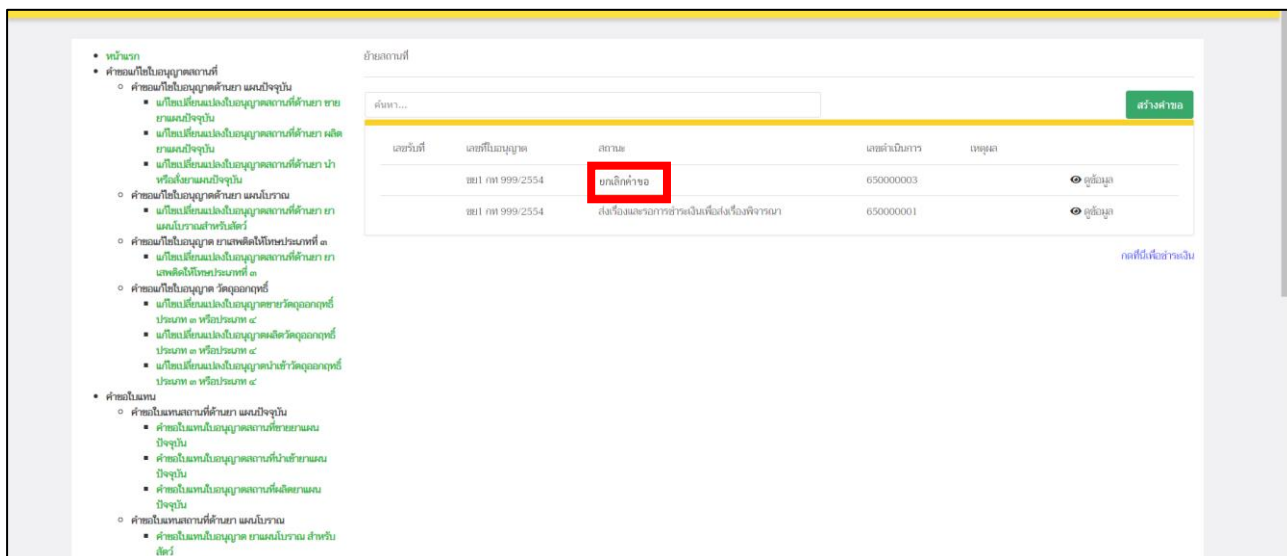 หน้าแรก
คำขอแก้ไขใบอนุญาตสถานที่
คำขอแก้ไขใบอนุญาตด้านยา แผนปัจจุบัน
แก้ไขเปลี่ยนแปลงใบอนุญาตสถานที่ด้านยา ขาย
ยาแผนปัจจุบัน
แก้ไขเปลี่ยนแปลงใบอนุญาตสถานที่ด้านยา ผลิต
ยาแผนปัจจุบัน
แก้ไขเปลี่ยนแปลงใบอนุญาตสถานที่ด้านยา นำ
หรือสั่งยาแผนปัจจุบัน
คำขอแก้ไขใบอนุญาตด้านยา แผนโบราณ
แก้ไขเปลี่ยนแปลงใบอนุญาตสถานที่ด้านยา ยา
แผนโบราณสำหรับสัตว์
คำขอแก้ไขใบอนุญาต ยาเสพติดให้โทษประเภทที่ ๓
แก้ไขเปลี่ยนแปลงใบอนุญาตสถานที่ด้านยา ยา
เสพติดให้โทษประเภทที่ ๓
คำขอแก้ไขใบอนุญาต วัตถุออกฤทธิ์
แก้ไขเปลี่ยนแปลงใบอนุญาตขายวัตถุออกฤทธิ์
ประเภท ๓ หรือประเภท ๔
แก้ไขเปลี่ยนแปลงใบอนุญาตผลิตวัตถุออกฤทธิ์
ประเภท ๓ หรือประเภท ๔
แก้ไขเปลี่ยนแปลงใบอนุญาตนำเข้าวัตถุออกฤทธิ์
ประเภท ๓ หรือประเภท ๔
คำขอใบแทน
คำขอใบแทนสถานที่ด้านยา แผนปัจจุบัน
คำขอใบแทนใบอนุญาตสถานที่ขายยาแผน
ปัจจุบัน
คำขอใบแทนใบอนุญาตสถานที่นำเข้ายาแผน
ปัจจุบัน
คำขอใบแทนใบอนุญาตสถานที่ผลิตยาแผน
ปัจจุบัน
คำขอใบแทนสถานที่ด้านยา แผนโบราณ
คำขอใบแทนใบอนุญาต ยาแผนโบราณ สำหรับ
สัตว์
ย้ายสถานที่
ค้นหา... สร้างคำขอ
เลขรับที่ เลขที่ใบอนุญาต สถานะ เลขดำเนินการ เหตุผล
ขย1 กท 999/2554 ยกเลิกคำขอ 650000003 ดูข้อมูล
ขย1 กท 999/2554 ส่งเรื่องและรอการชำระเงินเพื่อส่งเรื่องพิจารณา 650000001 ดูข้อมูล
กดที่นี่เพื่อชำระเงิน